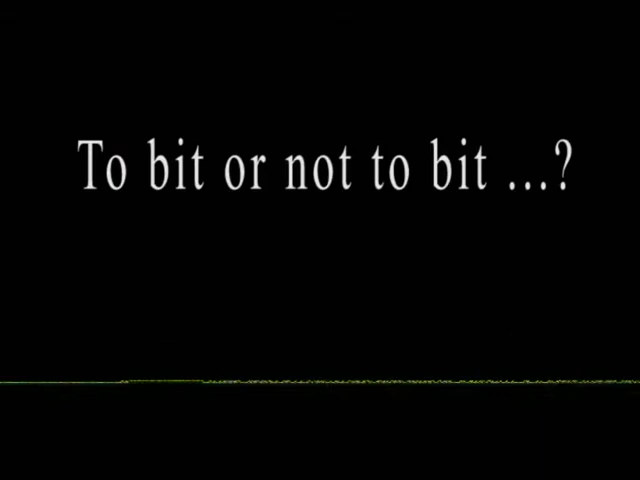 To bit or not to bit ...?